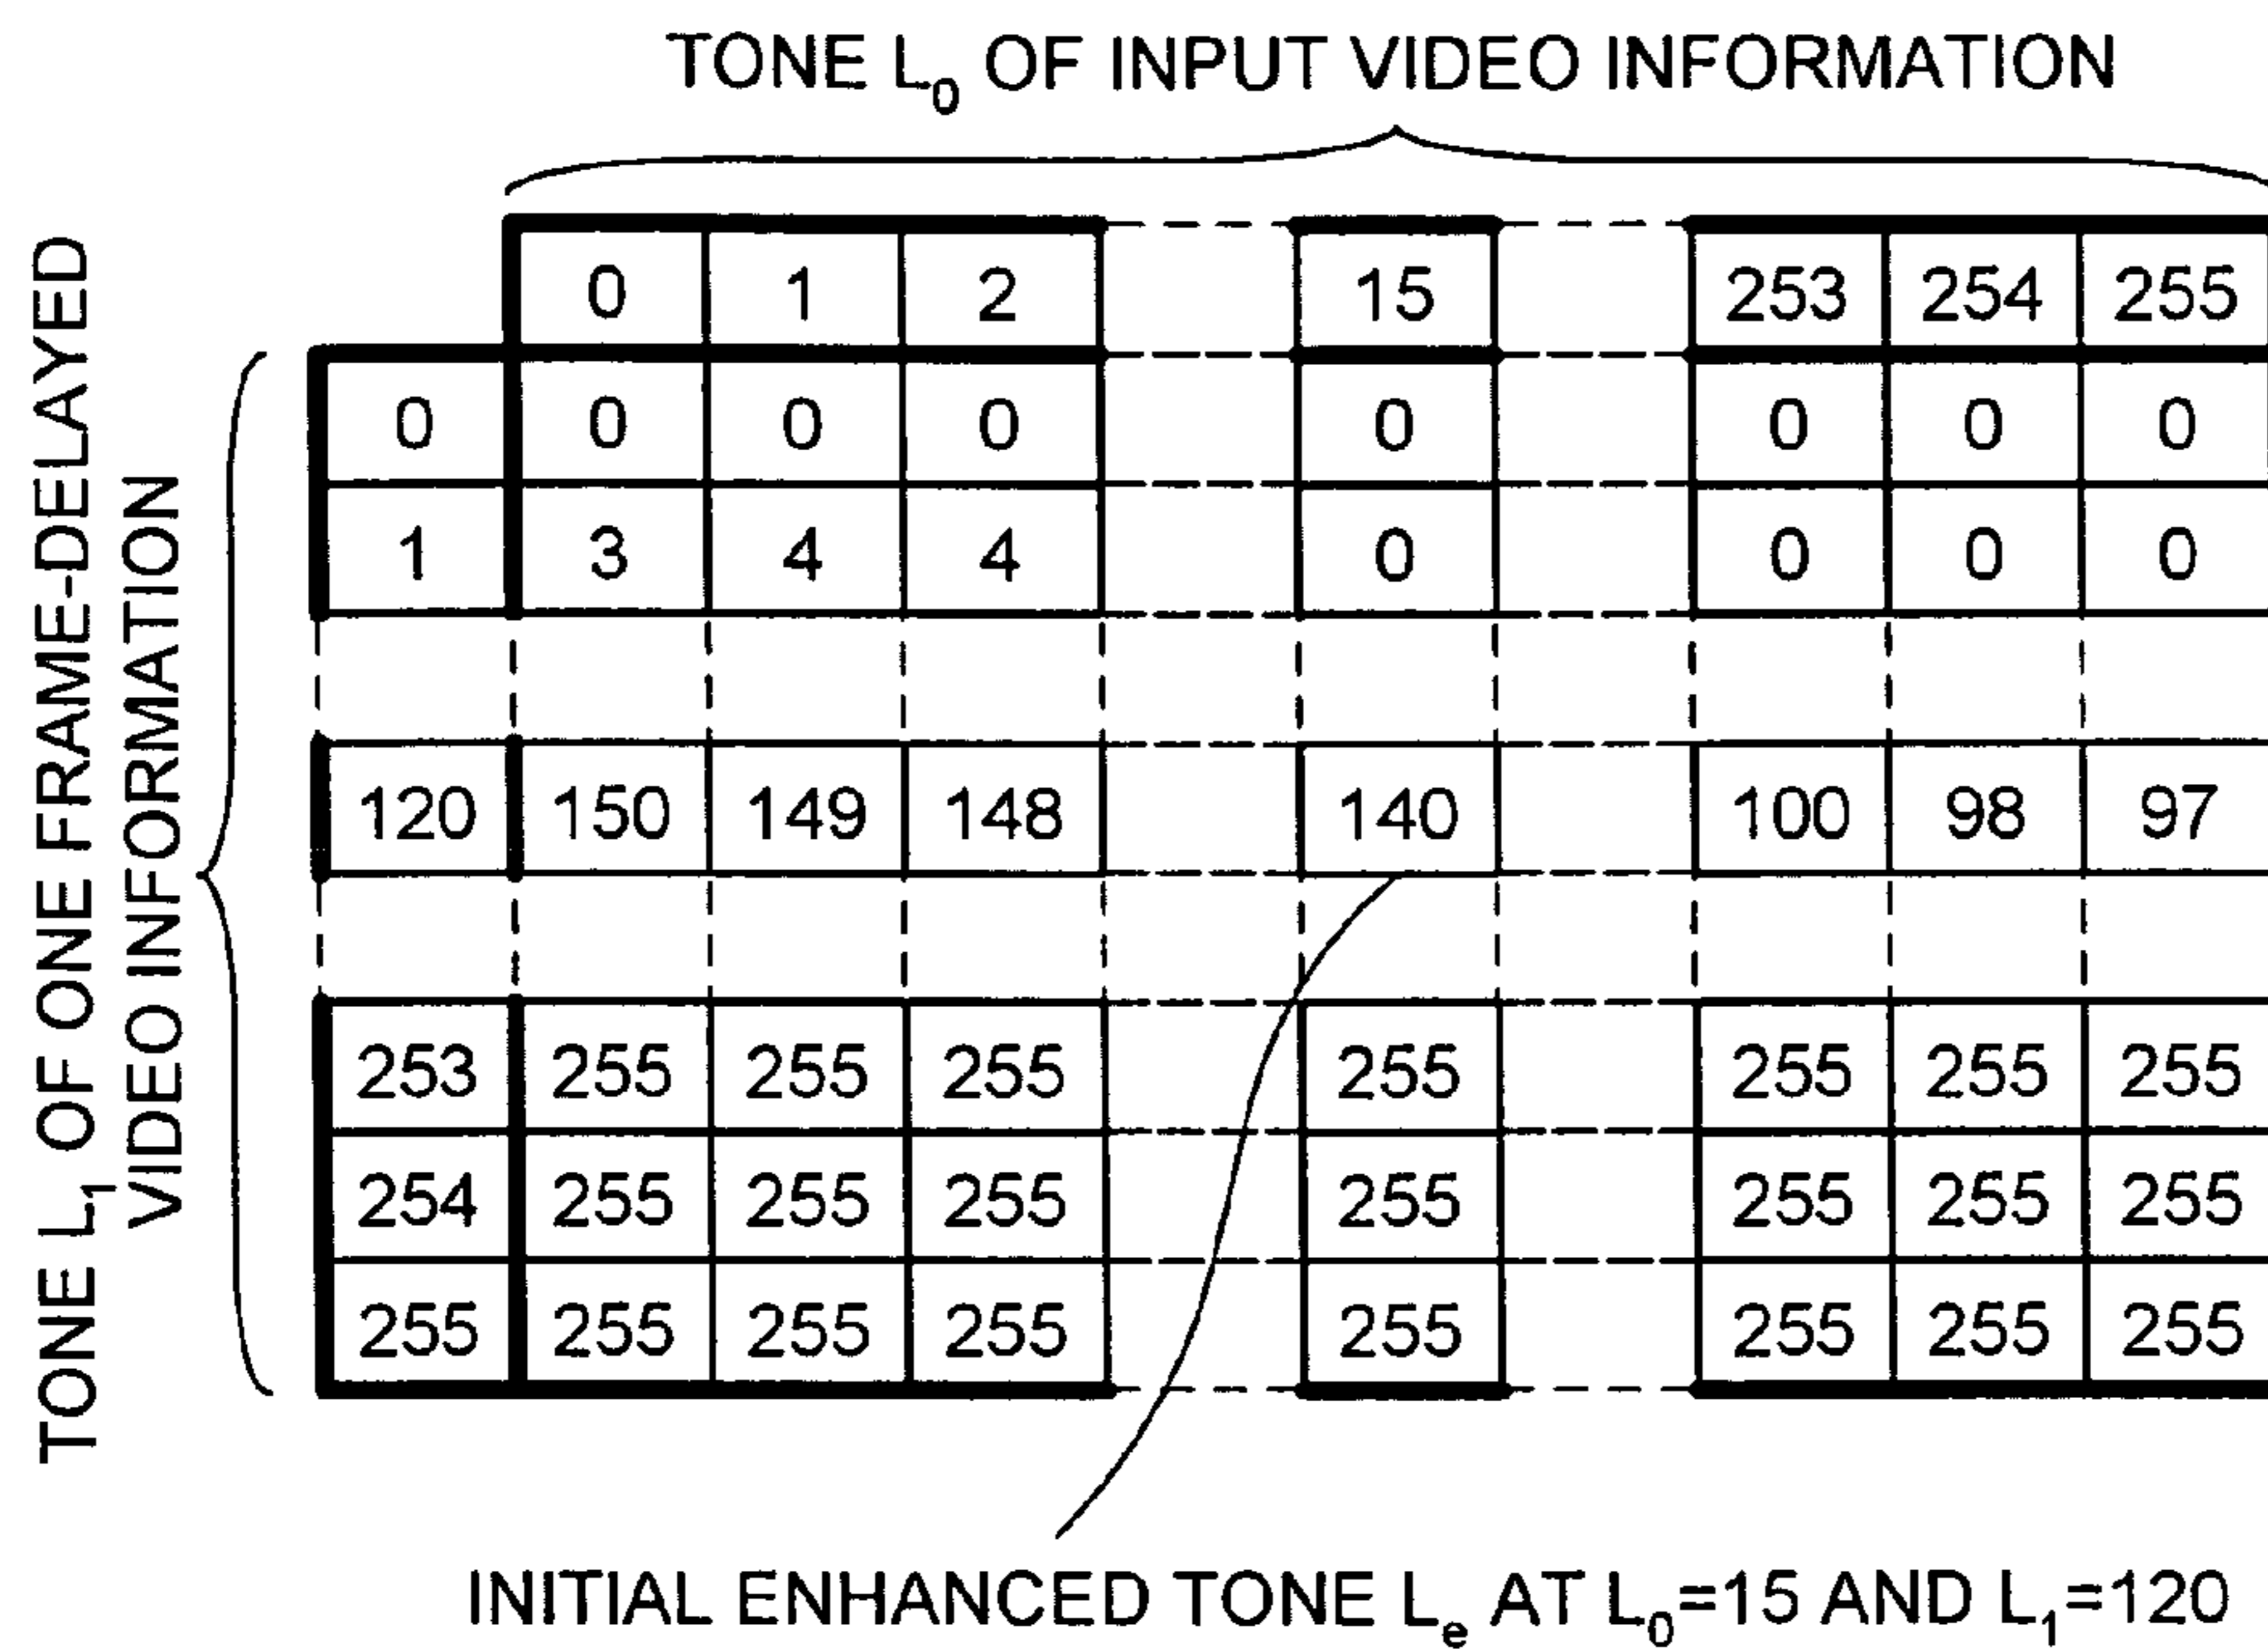 TONE L0 OF INPUT VIDEO INFORMATION
TONE L1 OF ONE FRAME-DELAYED
VIDEO INFORMATION
0 1 2 15 253 254 255
0 0 0 0 0 0 0 0
1 3 4 4 0 0 0 0
120 150 149 148 140 100 98 97
253 255 255 255 255 255 255 255
254 255 255 255 255 255 255 255
255 255 255 255 255 255 255 255
INITIAL ENHANCED TONE Le AT L0=15 AND L1=120